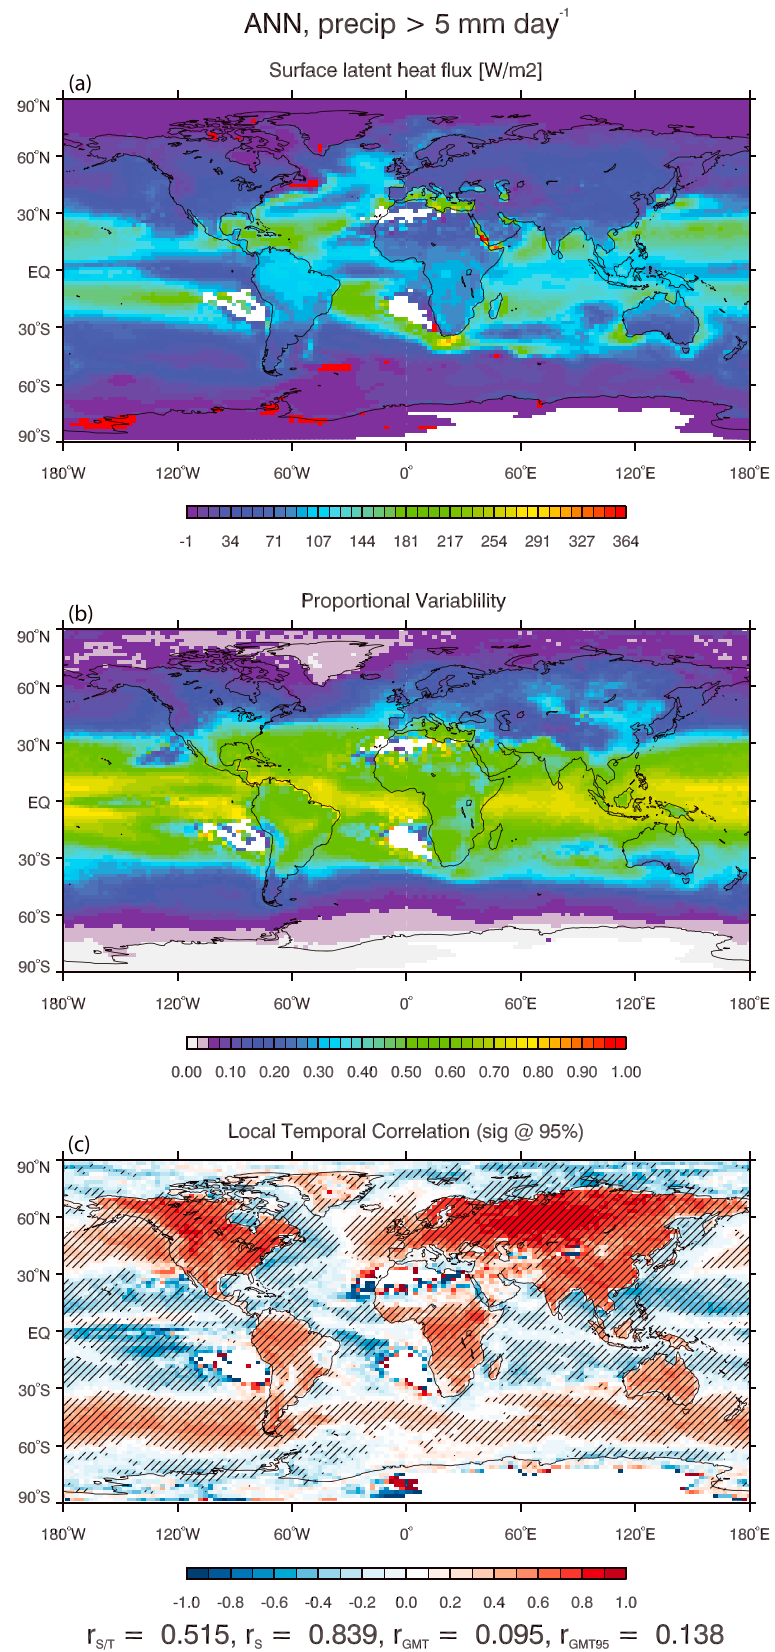 ANN, precip > 5 mm day⁻¹
(a) Surface latent heat flux [W/m2]
90°N
60°N
30°N
EQ
30°S
60°S
90°S
180°W 120°W 60°W 0° 60°E 120°E 180°E
-1 34 71 107 144 181 217 254 291 327 364
(b) Proportional Variablility
90°N
60°N
30°N
EQ
30°S
60°S
90°S
180°W 120°W 60°W 0° 60°E 120°E 180°E
0.00 0.10 0.20 0.30 0.40 0.50 0.60 0.70 0.80 0.90 1.00
(c) Local Temporal Correlation (sig @ 95%)
90°N
60°N
30°N
EQ
30°S
60°S
90°S
180°W 120°W 60°W 0° 60°E 120°E 180°E
-1.0 -0.8 -0.6 -0.4 -0.2 0.0 0.2 0.4 0.6 0.8 1.0
r S/T = 0.515, r S = 0.839, r GMT = 0.095, r GMT95 = 0.138